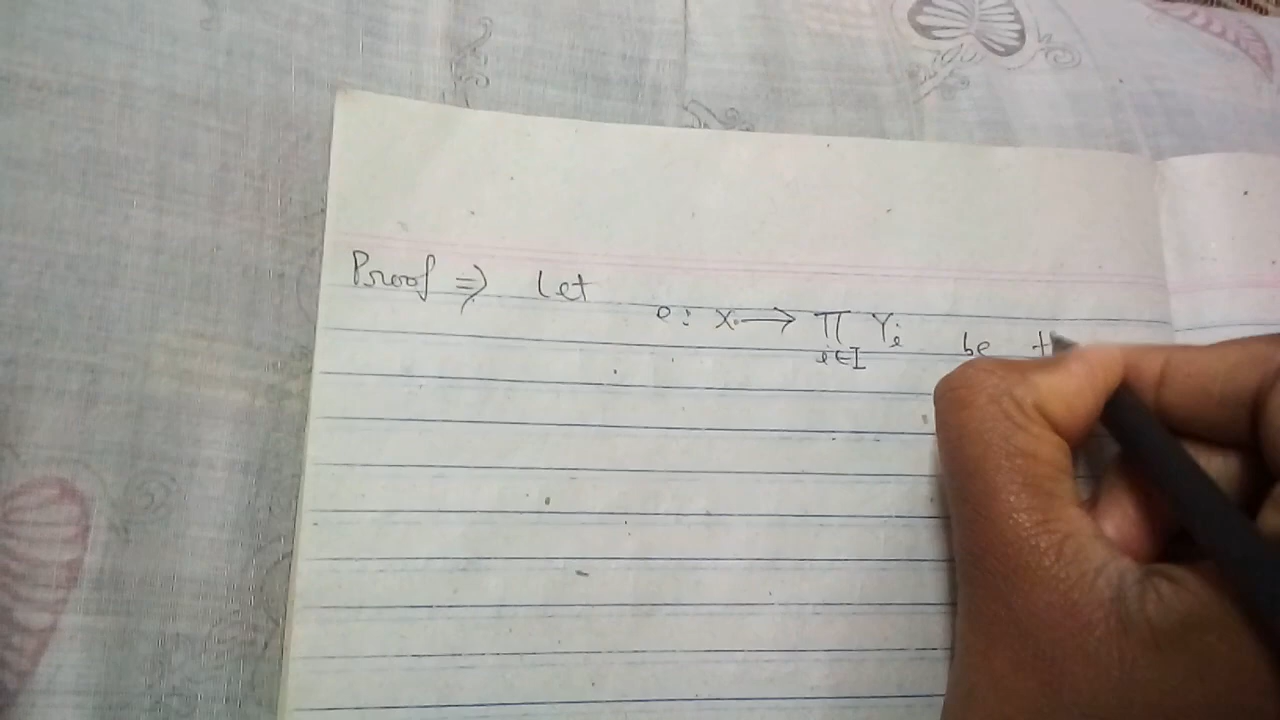 Proof ⇒ Let
e: X → ∏ Yᵢ be
i∈I